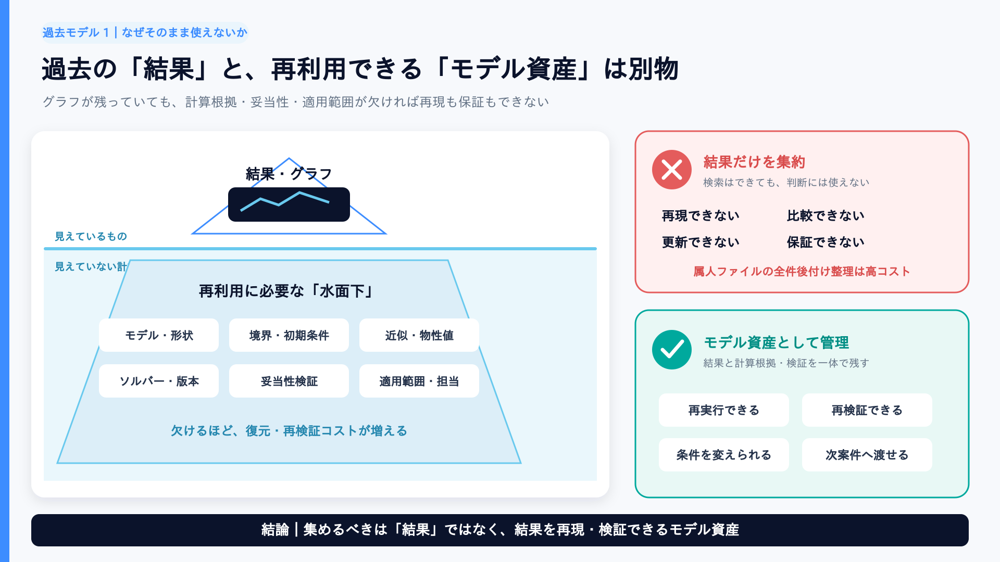 過去モデル 1｜なぜそのまま使えないか
過去の「結果」と、再利用できる「モデル資産」は別物
グラフが残っていても、計算根拠・妥当性・適用範囲が欠ければ再現も保証もできない
結果・グラフ
見えているもの
見えていない計
再利用に必要な「水面下」
モデル・形状
境界・初期条件
近似・物性値
ソルバー・版本
妥当性検証
適用範囲・担当
欠けるほど、復元・再検証コストが増える
結果だけを集約
検索はできても、判断には使えない
再現できない
比較できない
更新できない
保証できない
属人ファイルの全件後付け整理は高コスト
モデル資産として管理
結果と計算根拠・検証を一体で残す
再実行できる
再検証できる
条件を変えられる
次案件へ渡せる
結論｜集めるべきは「結果」ではなく、結果を再現・検証できるモデル資産